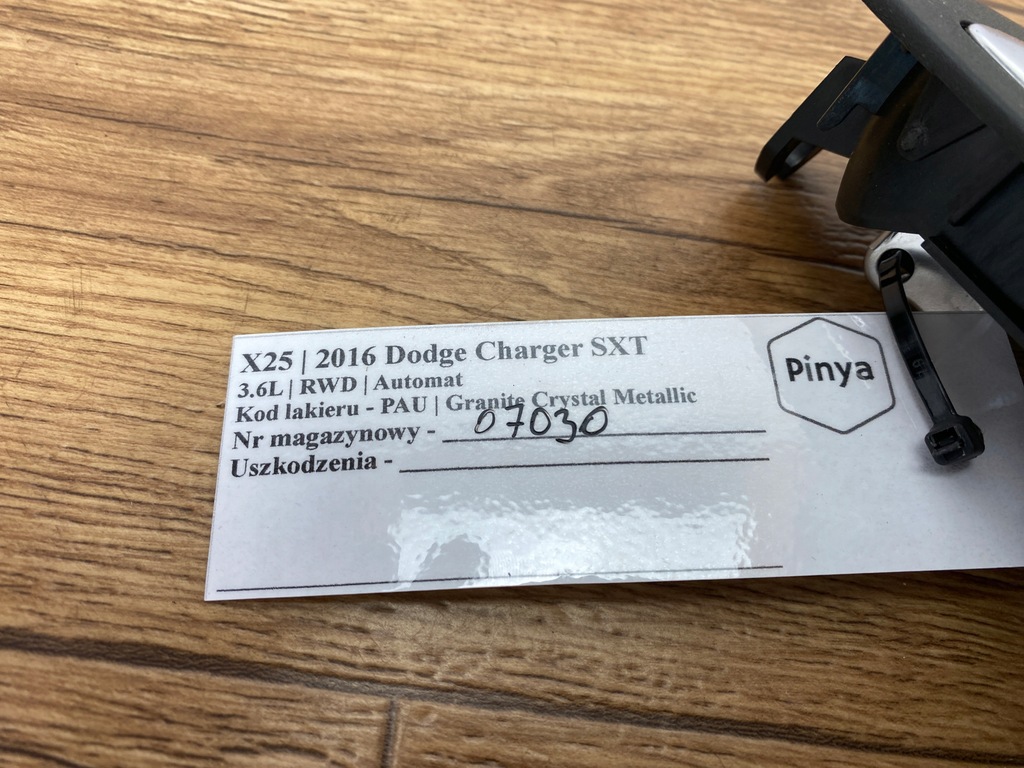 X25 | 2016 Dodge Charger SXT
3.6L | RWD | Automat
Kod lakieru - PAU | Granite Crystal Metallic
Nr magazynowy - 07030
Uszkodzenia -
Pinya